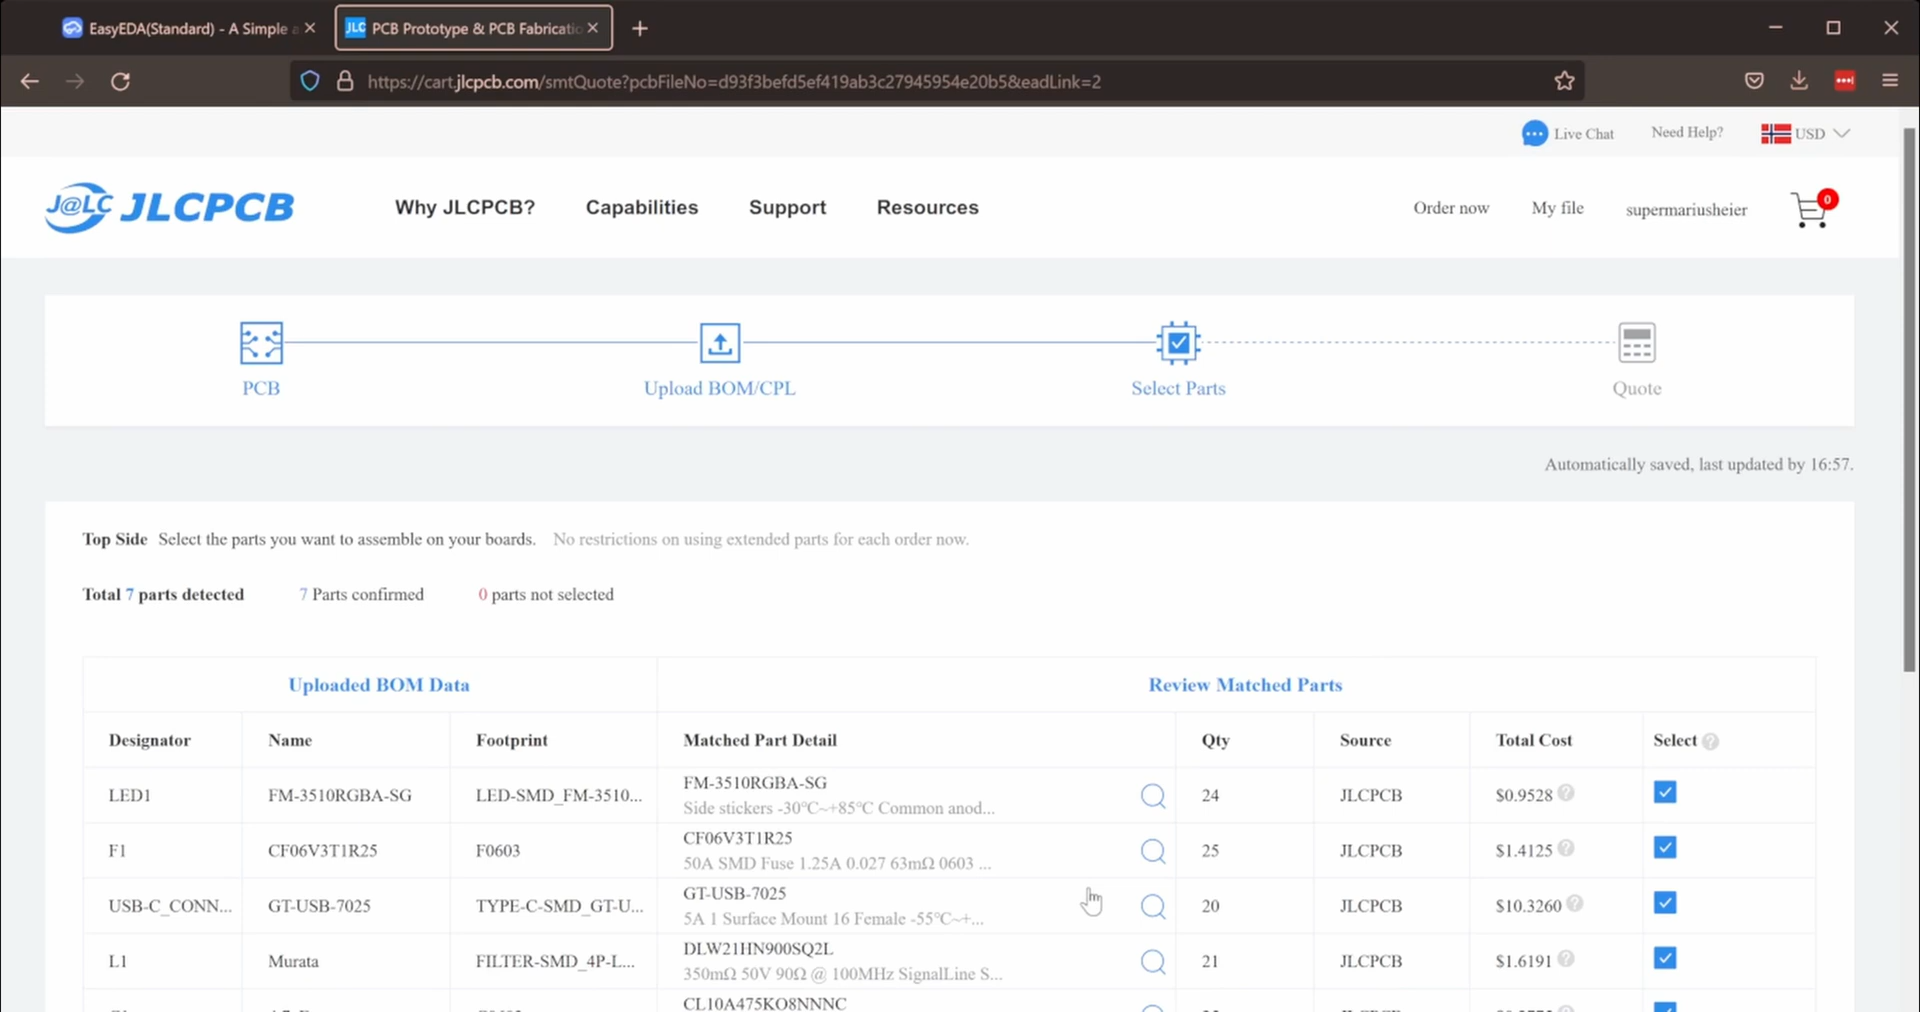 EasyEDA(Standard) - A Simple a
JLC PCB Prototype & PCB Fabricatio
https://cart.jlcpcb.com/smtQuote?pcbFileNo=d93f3befd5ef419ab3c27945954e20b5&eadLink=2
Live Chat Need Help? USD
J@LC JLCPCB Why JLCPCB? Capabilities Support Resources Order now My file supermariusheier 0
PCB Upload BOM/CPL Select Parts Quote
Automatically saved, last updated by 16:57.
Top Side Select the parts you want to assemble on your boards. No restrictions on using extended parts for each order now.
Total 7 parts detected 7 Parts confirmed 0 parts not selected
Uploaded BOM Data Review Matched Parts
Designator Name Footprint Matched Part Detail Qty Source Total Cost Select ?
LED1 FM-3510RGBA-SG LED-SMD_FM-3510... FM-3510RGBA-SG 24 JLCPCB $0.9528 ?
Side stickers -30℃~+85℃ Common anod...
F1 CF06V3T1R25 F0603 CF06V3T1R25 25 JLCPCB $1.4125 ?
50A SMD Fuse 1.25A 0.027 63mΩ 0603 ...
USB-C_CONN... GT-USB-7025 TYPE-C-SMD_GT-U... GT-USB-7025 20 JLCPCB $10.3260 ?
5A 1 Surface Mount 16 Female -55℃~+...
L1 Murata FILTER-SMD_4P-L... DLW21HN900SQ2L 21 JLCPCB $1.6191 ?
350mΩ 50V 90Ω @ 100MHz SignalLine S...
CL10A475KO8NNNC